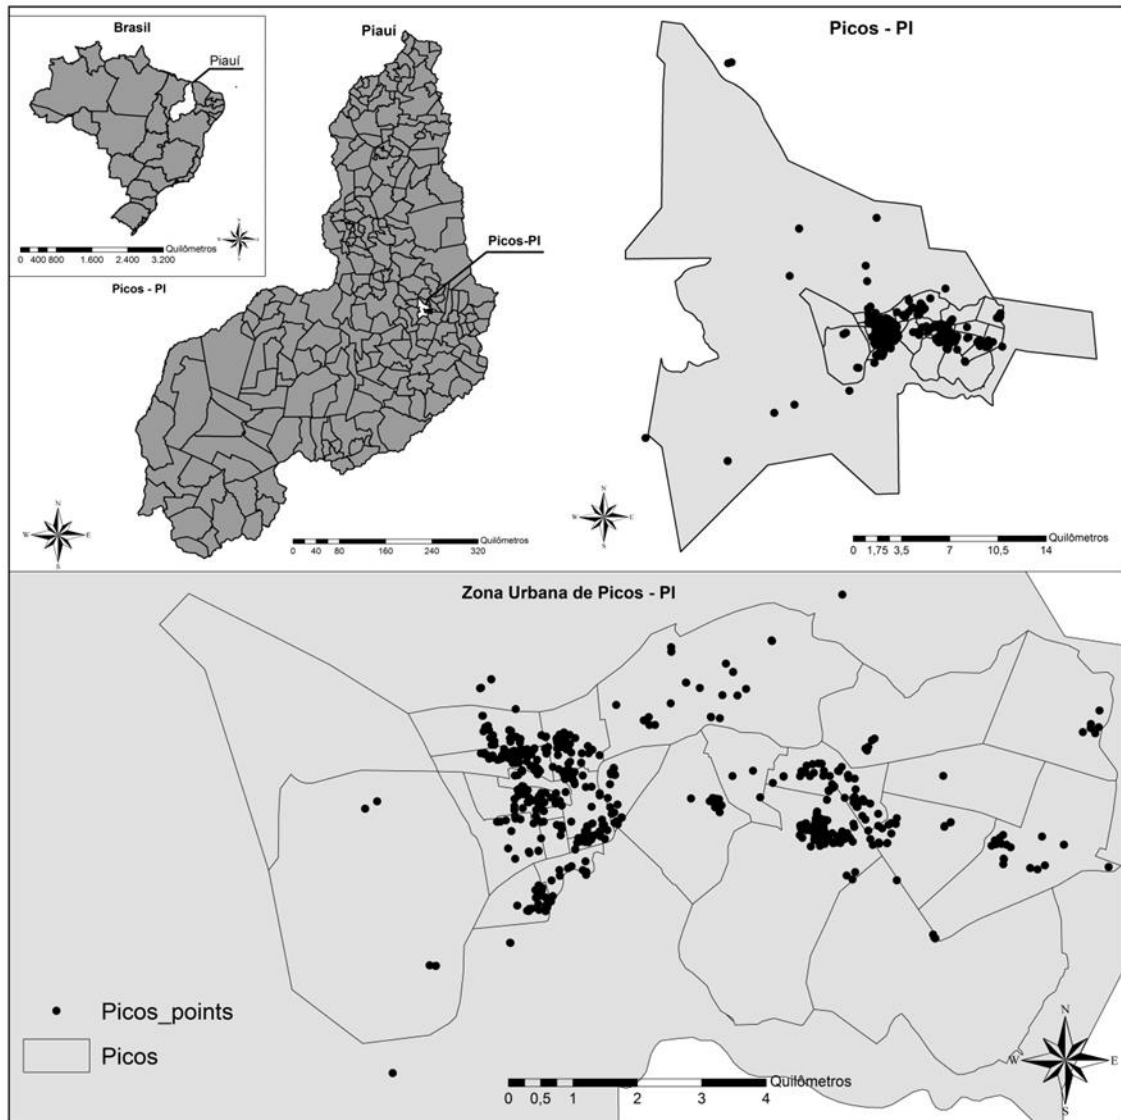 Brasil
Piauí
N
W E
S
Quilômetros
0 400 800 1.600 2.400 3.200
Picos - PI
Piauí
Picos-PI
N
W E
S
Quilômetros
0 40 80 160 240 320
Picos - PI
N
W E
S
Quilômetros
0 1,75 3,5 7 10,5 14
Zona Urbana de Picos - PI
Picos_points
Picos
Quilômetros
0 0,5 1 2 3 4
N
W E
S